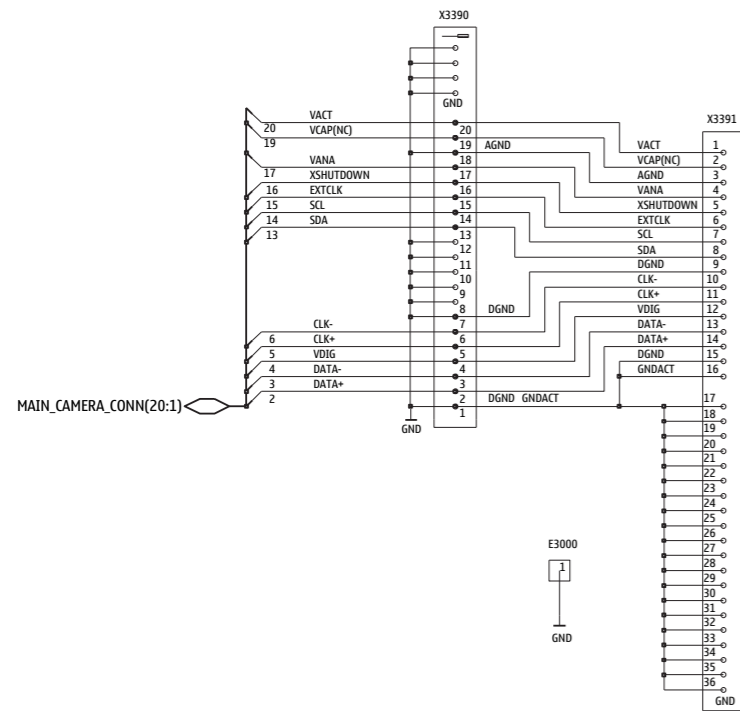 X3390
GND
X3391
VACT
20
VCAP(NC)
19
VANA
17
XSHUTDOWN
16
EXTCLK
15
SCL
14
SDA
13
CLK-
6
CLK+
5
VDIG
4
DATA-
3
DATA+
2
MAIN_CAMERA_CONN(20:1)
GND
20
19
AGND
18
17
16
15
14
13
12
11
10
9
8
DGND
7
6
5
4
3
2
DGND GNDACT
1
VACT
1
VCAP(NC)
2
AGND
3
VANA
4
XSHUTDOWN
5
EXTCLK
6
SCL
7
SDA
8
DGND
9
CLK-
10
CLK+
11
VDIG
12
DATA-
13
DATA+
14
DGND
15
GNDACT
16
17
18
19
20
21
22
23
24
25
26
27
28
29
30
31
32
33
34
35
36
GND
E3000
1
GND